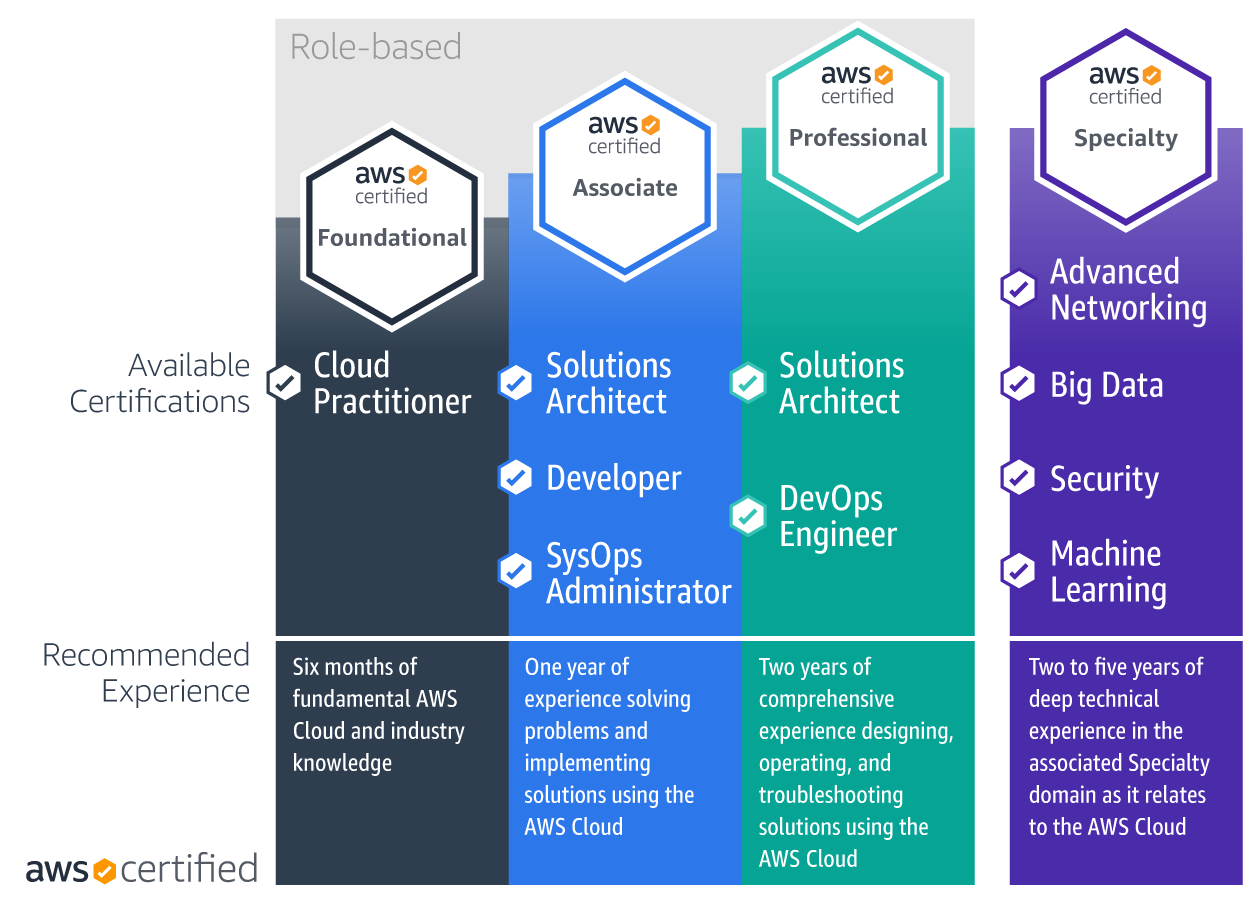 Role-based
aws
certified
Foundational
aws
certified
Associate
aws
certified
Professional
aws
certified
Specialty
Available
Certifications
Cloud
Practitioner
Solutions
Architect
Developer
SysOps
Administrator
Solutions
Architect
DevOps
Engineer
Advanced
Networking
Big Data
Security
Machine
Learning
Recommended
Experience
Six months of
fundamental AWS
Cloud and industry
knowledge
One year of
experience solving
problems and
implementing
solutions using the
AWS Cloud
Two years of
comprehensive
experience designing,
operating, and
troubleshooting
solutions using the
AWS Cloud
Two to five years of
deep technical
experience in the
associated Specialty
domain as it relates
to the AWS Cloud
aws certified